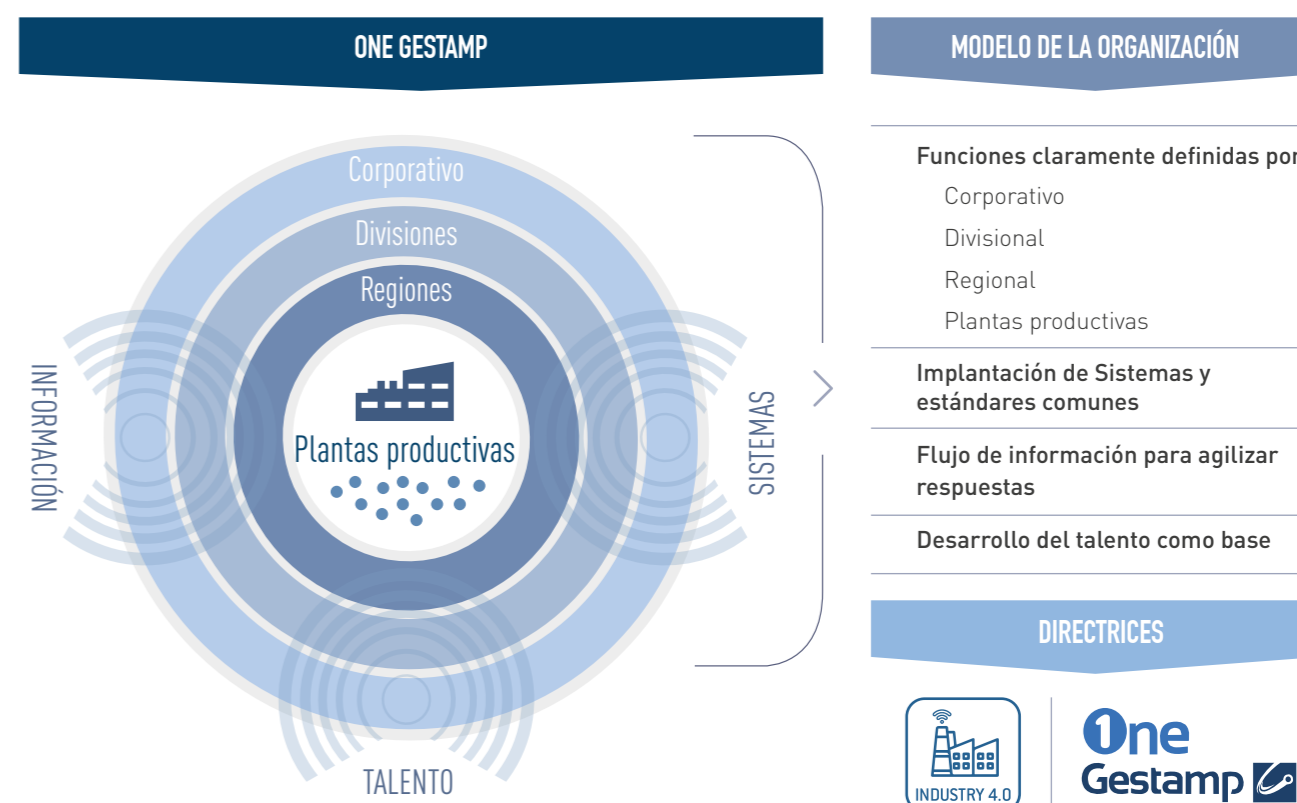 ONE GESTAMP
Corporativo
Divisiones
Regiones
Plantas productivas
INFORMACIÓN
SISTEMAS
TALENTO
MODELO DE LA ORGANIZACIÓN
Funciones claramente definidas por
Corporativo
Divisional
Regional
Plantas productivas
Implantación de Sistemas y
estándares comunes
Flujo de información para agilizar
respuestas
Desarrollo del talento como base
DIRECTRICES
INDUSTRY 4.0
One
Gestamp